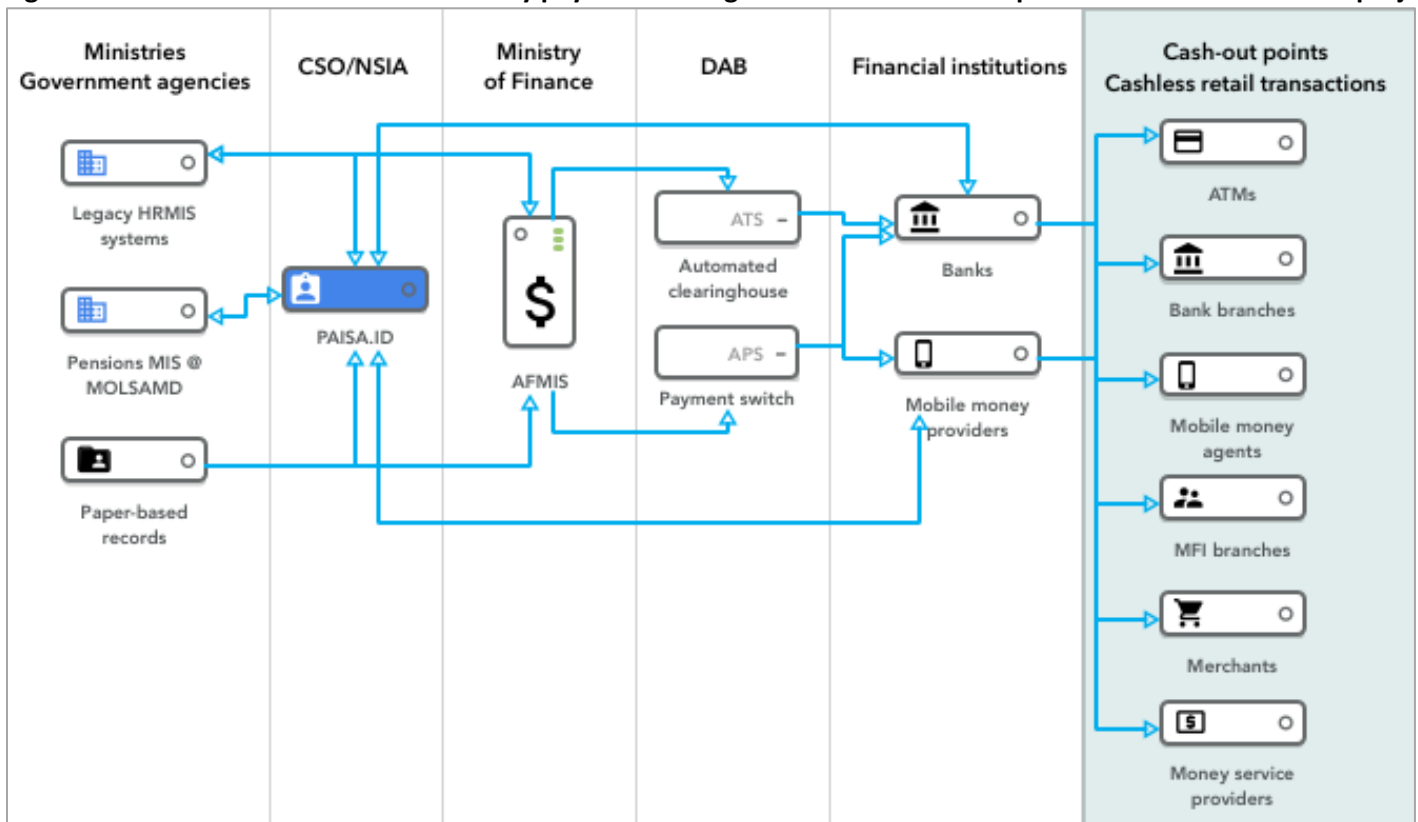 Ministries
Government agencies
CSO/NSIA
Ministry
of Finance
DAB
Financial institutions
Cash-out points
Cashless retail transactions
Legacy HRMIS
systems
Pensions MIS @
MOLSAMD
Paper-based
records
PAISA.ID
$
AFMIS
ATS –
Automated
clearinghouse
APS –
Payment switch
Banks
Mobile money
providers
ATMs
Bank branches
Mobile money
agents
MFI branches
Merchants
$
Money service
providers